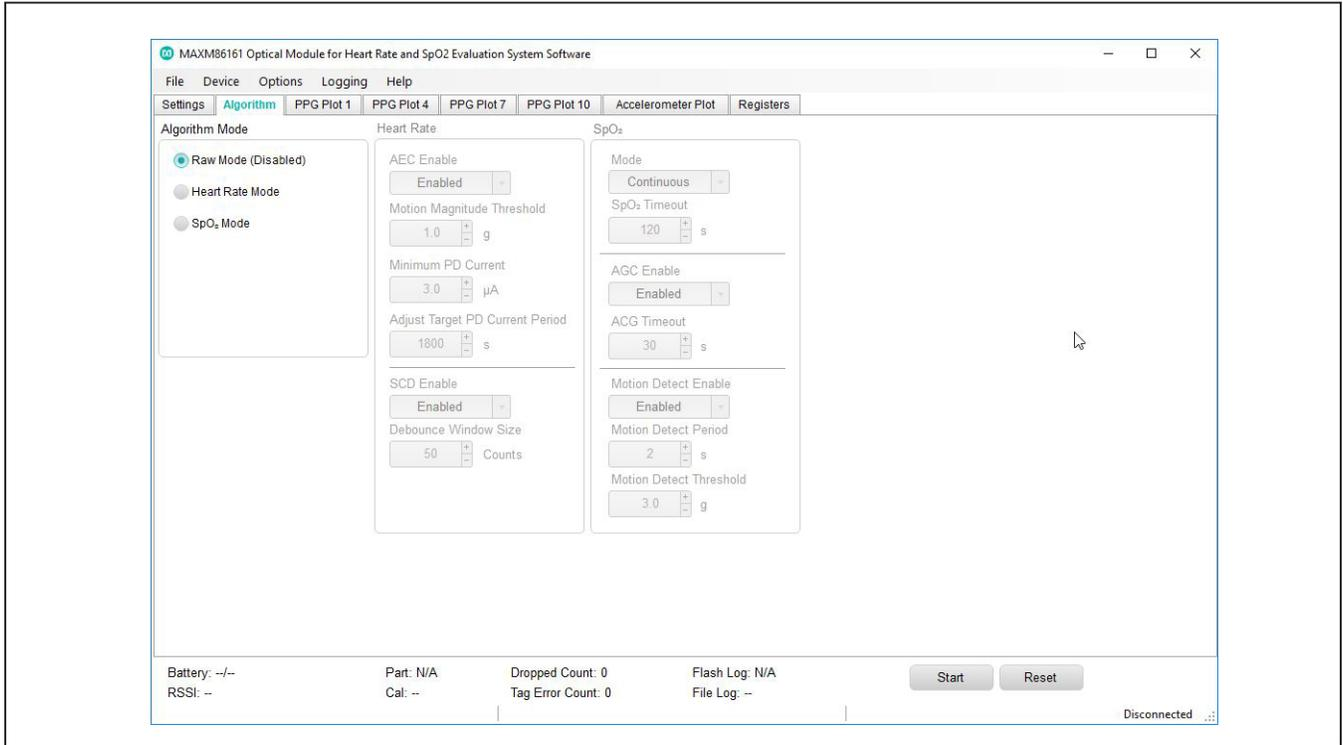 MAXM86161 Optical Module for Heart Rate and SpO2 Evaluation System Software
File Device Options Logging Help
Settings Algorithm PPG Plot 1 PPG Plot 4 PPG Plot 7 PPG Plot 10 Accelerometer Plot Registers
Algorithm Mode
Raw Mode (Disabled)
Heart Rate Mode
SpO₂ Mode
Heart Rate
AEC Enable
Enabled
Motion Magnitude Threshold
1.0 g
Minimum PD Current
3.0 µA
Adjust Target PD Current Period
1800 s
SCD Enable
Enabled
Debounce Window Size
50 Counts
SpO₂
Mode
Continuous
SpO₂ Timeout
120 s
AGC Enable
Enabled
ACG Timeout
30 s
Motion Detect Enable
Enabled
Motion Detect Period
2 s
Motion Detect Threshold
3.0 g
Battery: --/-- Part: N/A Dropped Count: 0 Flash Log: N/A Start Reset
RSSI: -- Cal: -- Tag Error Count: 0 File Log: --
Disconnected